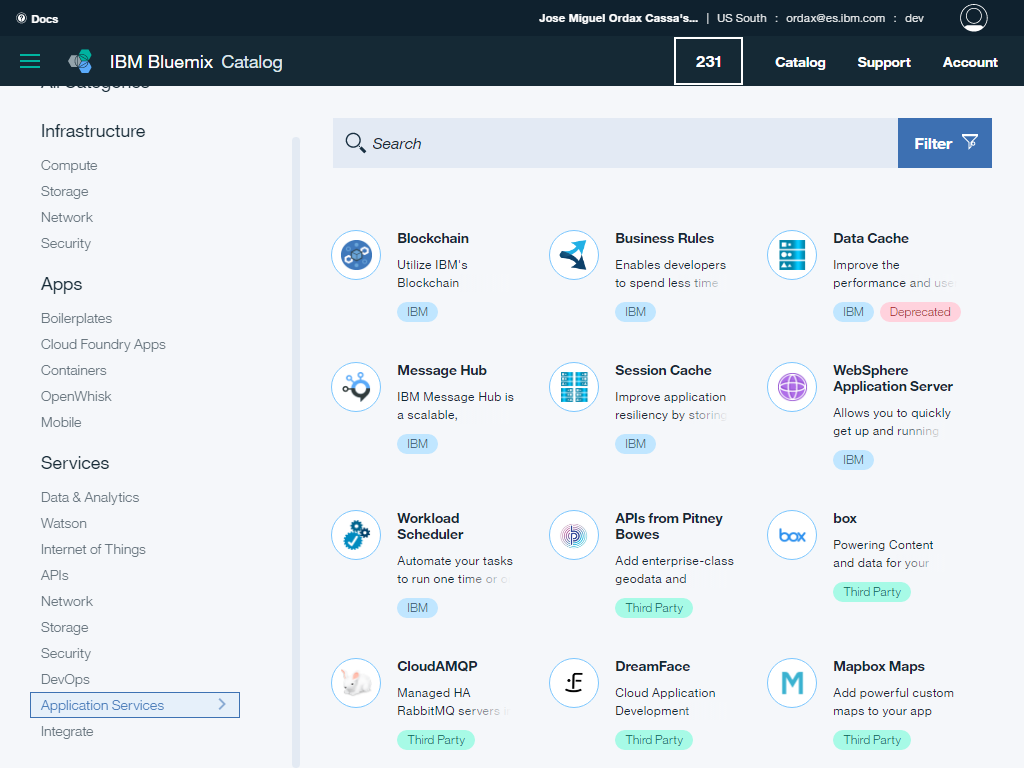 Docs
Jose Miguel Ordax Cassa's... | US South : ordax@es.ibm.com : dev
IBM Bluemix Catalog
231
Catalog
Support
Account
All Categories
Infrastructure
Compute
Storage
Network
Security
Apps
Boilerplates
Cloud Foundry Apps
Containers
OpenWhisk
Mobile
Services
Data & Analytics
Watson
Internet of Things
APIs
Network
Storage
Security
DevOps
Application Services
Integrate
Search
Filter
Blockchain
Utilize IBM's
Blockchain
IBM
Business Rules
Enables developers
to spend less time
IBM
Data Cache
Improve the
performance and use
IBM
Deprecated
Message Hub
IBM Message Hub is
a scalable,
IBM
Session Cache
Improve application
resiliency by storing
IBM
WebSphere
Application Server
Allows you to quickly
get up and running
IBM
Workload
Scheduler
Automate your tasks
to run one time or o
IBM
APIs from Pitney
Bowes
Add enterprise-class
geodata and
Third Party
box
box
Powering Content
and data for your
Third Party
CloudAMQP
Managed HA
RabbitMQ servers i
Third Party
DreamFace
Cloud Application
Development
Third Party
M
Mapbox Maps
Add powerful custom
maps to your app
Third Party